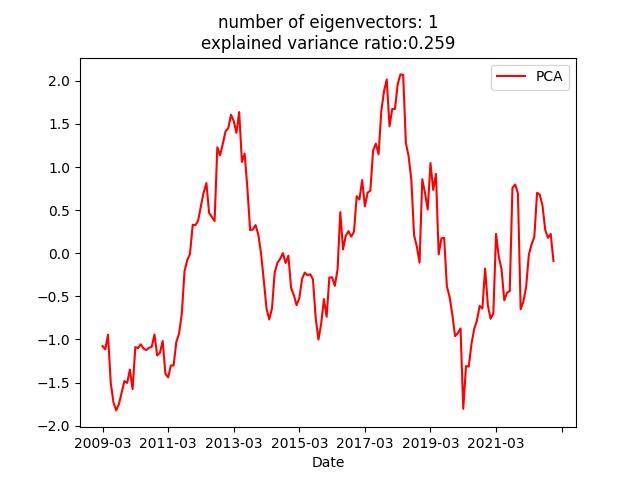 number of eigenvectors: 1
explained variance ratio:0.259
PCA
2.0
1.5
1.0
0.5
0.0
−0.5
−1.0
−1.5
−2.0
2009-03 2011-03 2013-03 2015-03 2017-03 2019-03 2021-03
Date